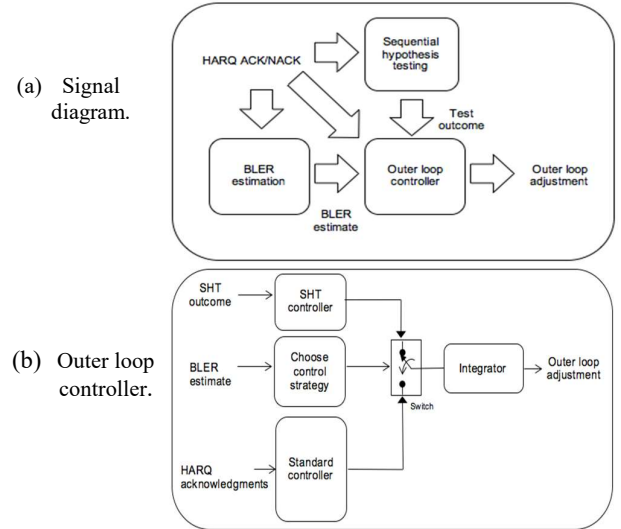 (a) Signal
diagram.
HARQ ACK/NACK
Sequential
hypothesis
testing
Test
outcome
BLER
estimation
BLER
estimate
Outer loop
controller
Outer loop
adjustment
(b) Outer loop
controller.
SHT
outcome
SHT
controller
BLER
estimate
Choose
control
strategy
HARQ
acknowledgments
Standard
controller
Switch
Integrator
Outer loop
adjustment